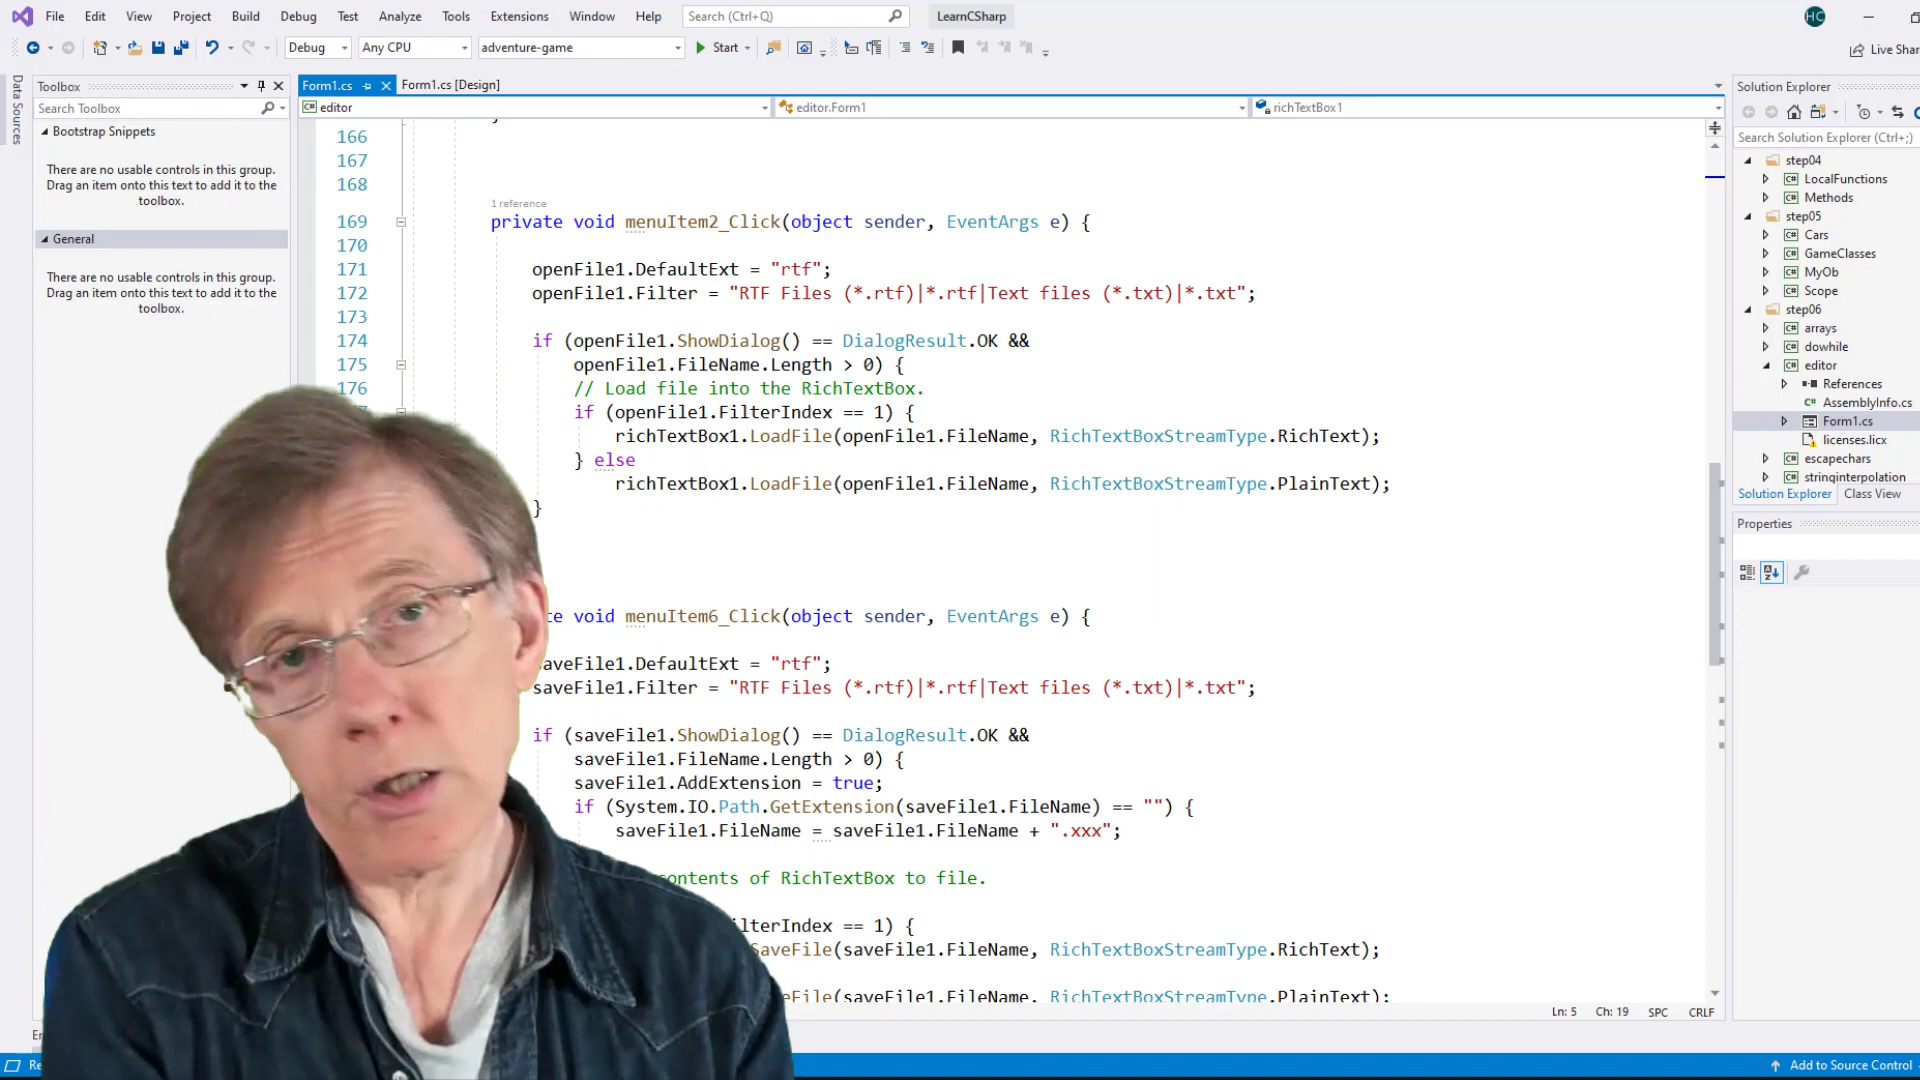 File Edit View Project Build Debug Test Analyze Tools Extensions Window Help Search (Ctrl+Q) LearnCSharp HC
Debug Any CPU adventure-game Start Live Shar
Data Sources
Toolbox
Search Toolbox
Bootstrap Snippets
There are no usable controls in this group.
Drag an item onto this text to add it to the
toolbox.
General
There are no usable controls in this group.
Drag an item onto this text to add it to the
toolbox.
Form1.cs Form1.cs [Design]
editor editor.Form1 richTextBox1
166
167
168
1 reference
169 private void menuItem2_Click(object sender, EventArgs e) {
170
171 openFile1.DefaultExt = "rtf";
172 openFile1.Filter = "RTF Files (*.rtf)|*.rtf|Text files (*.txt)|*.txt";
173
174 if (openFile1.ShowDialog() == DialogResult.OK &&
175 openFile1.FileName.Length > 0) {
176 // Load file into the RichTextBox.
if (openFile1.FilterIndex == 1) {
richTextBox1.LoadFile(openFile1.FileName, RichTextBoxStreamType.RichText);
} else
richTextBox1.LoadFile(openFile1.FileName, RichTextBoxStreamType.PlainText);
}
te void menuItem6_Click(object sender, EventArgs e) {
saveFile1.DefaultExt = "rtf";
saveFile1.Filter = "RTF Files (*.rtf)|*.rtf|Text files (*.txt)|*.txt";
if (saveFile1.ShowDialog() == DialogResult.OK &&
saveFile1.FileName.Length > 0) {
saveFile1.AddExtension = true;
if (System.IO.Path.GetExtension(saveFile1.FileName) == "") {
saveFile1.FileName = saveFile1.FileName + ".xxx";
contents of RichTextBox to file.
ilterIndex == 1) {
SaveFile(saveFile1.FileName, RichTextBoxStreamType.RichText);
eFile(saveFile1.FileName, RichTextBoxStreamType.PlainText);
Ln: 5 Ch: 19 SPC CRLF
Solution Explorer
Search Solution Explorer (Ctrl+;)
step04
LocalFunctions
Methods
step05
Cars
GameClasses
MyOb
Scope
step06
arrays
dowhile
editor
References
AssemblyInfo.cs
Form1.cs
licenses.licx
escapechars
stringinterpolation
Solution Explorer Class View
Properties
Add to Source Control